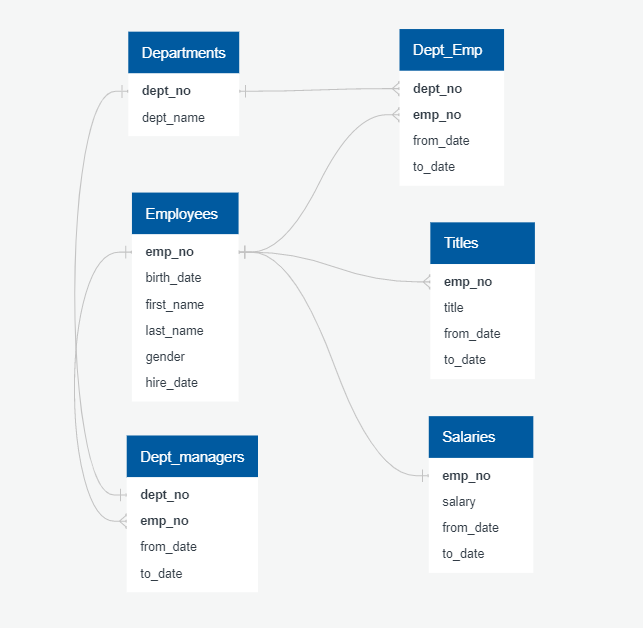 Departments
dept_no
dept_name
Dept_Emp
dept_no
emp_no
from_date
to_date
Employees
emp_no
birth_date
first_name
last_name
gender
hire_date
Titles
emp_no
title
from_date
to_date
Dept_managers
dept_no
emp_no
from_date
to_date
Salaries
emp_no
salary
from_date
to_date